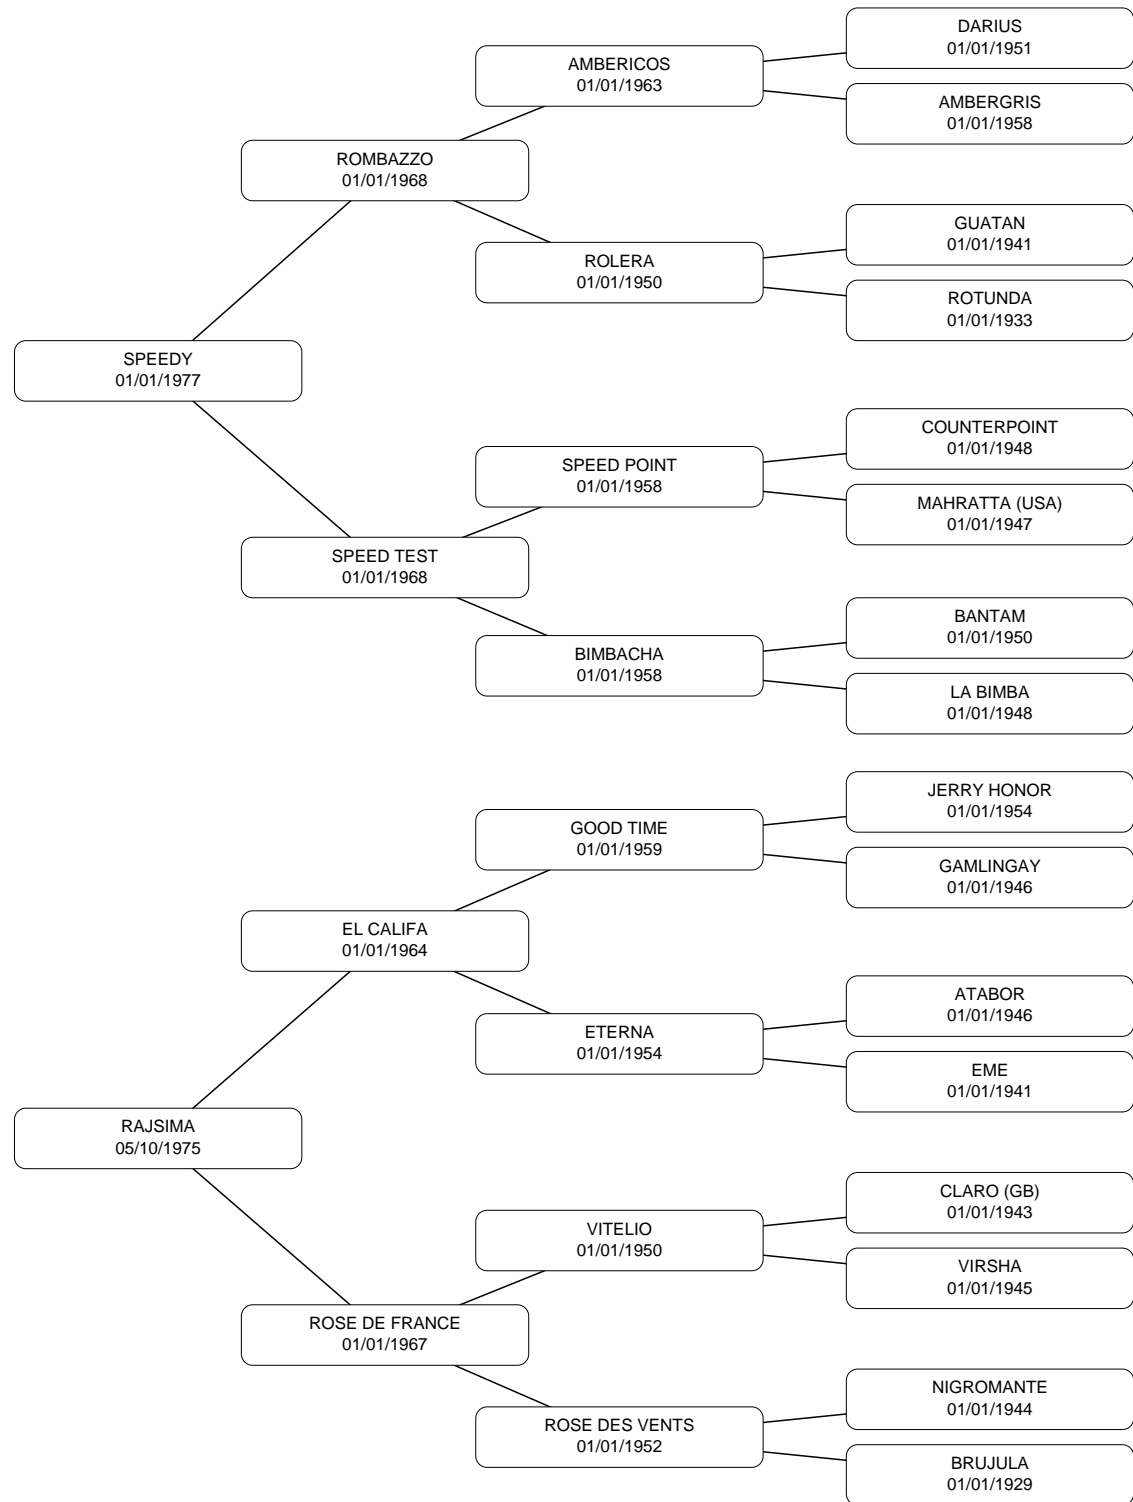 DARIUS
01/01/1951
AMBERICOS
01/01/1963
AMBERGRIS
01/01/1958
ROMBAZZO
01/01/1968
GUATAN
01/01/1941
ROLERA
01/01/1950
ROTUNDA
01/01/1933
SPEEDY
01/01/1977
COUNTERPOINT
01/01/1948
SPEED POINT
01/01/1958
MAHRATTA (USA)
01/01/1947
SPEED TEST
01/01/1968
BANTAM
01/01/1950
BIMBACHA
01/01/1958
LA BIMBA
01/01/1948
JERRY HONOR
01/01/1954
GOOD TIME
01/01/1959
GAMLINGAY
01/01/1946
EL CALIFA
01/01/1964
ATABOR
01/01/1946
ETERNA
01/01/1954
EME
01/01/1941
RAJSIMA
05/10/1975
CLARO (GB)
01/01/1943
VITELIO
01/01/1950
VIRSHA
01/01/1945
ROSE DE FRANCE
01/01/1967
NIGROMANTE
01/01/1944
ROSE DES VENTS
01/01/1952
BRUJULA
01/01/1929